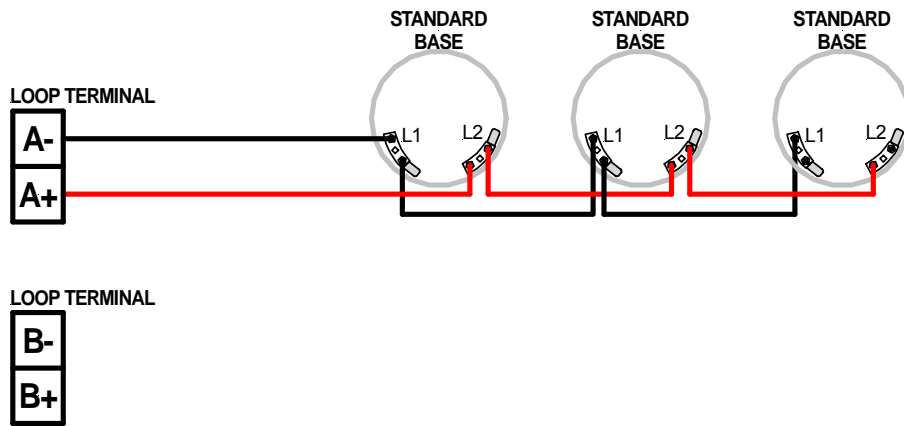 STANDARD
BASE
STANDARD
BASE
STANDARD
BASE
LOOP TERMINAL
A-
A+
L1
L2
L1
L2
L1
L2
LOOP TERMINAL
B-
B+